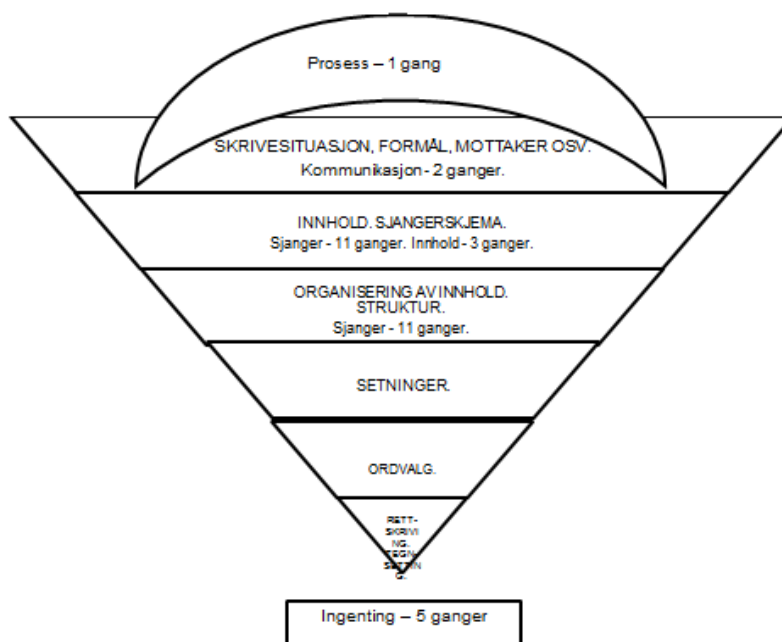 Prosess – 1 gang
SKRIVESITUASJON, FORMÅL, MOTTAKER OSV.
Kommunikasjon - 2 ganger.
INNHOLD. SJANGERSKJEMA.
Sjanger - 11 ganger. Innhold - 3 ganger.
ORGANISERING AV INNHOLD.
STRUKTUR.
Sjanger - 11 ganger.
SETNINGER.
ORDVALG.
RETT-
SKRIVI
NG.
TEGN-
SETTIN
G.
Ingenting – 5 ganger